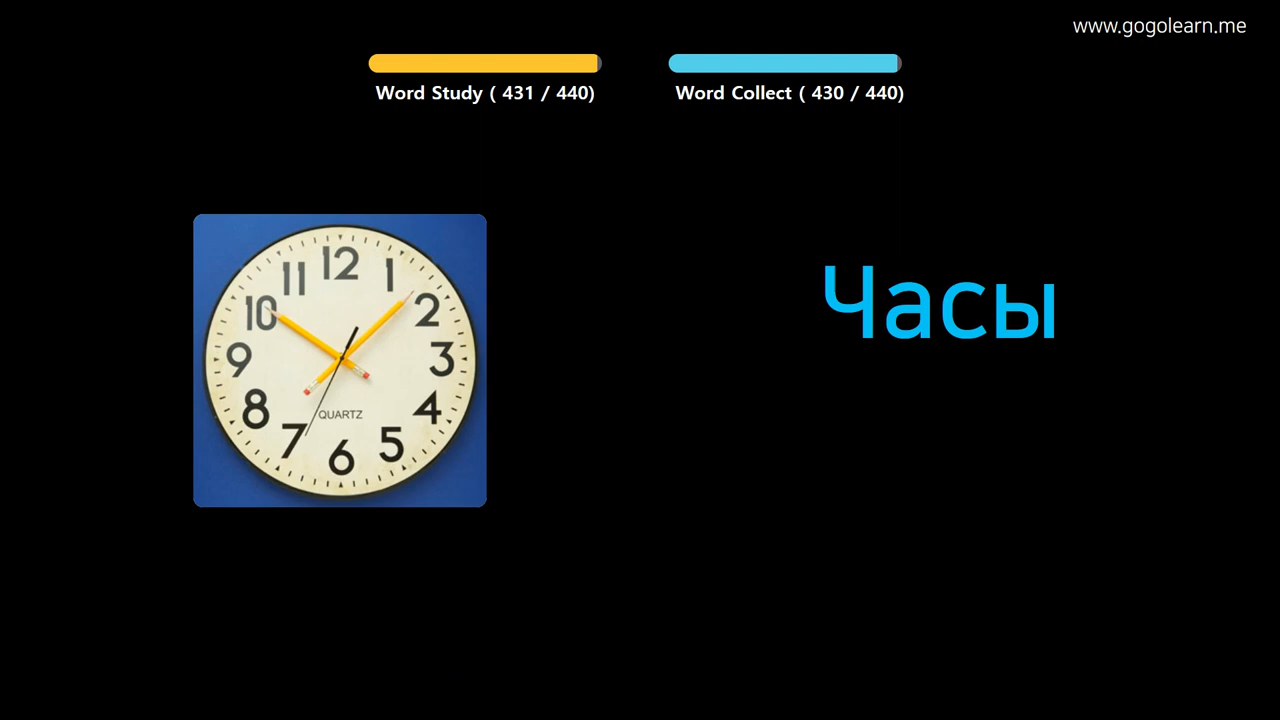 www.gogolearn.me
Word Study ( 431 / 440)
Word Collect ( 430 / 440)
12
11
1
10
2
9
3
8
4
7
5
6
QUARTZ
Часы